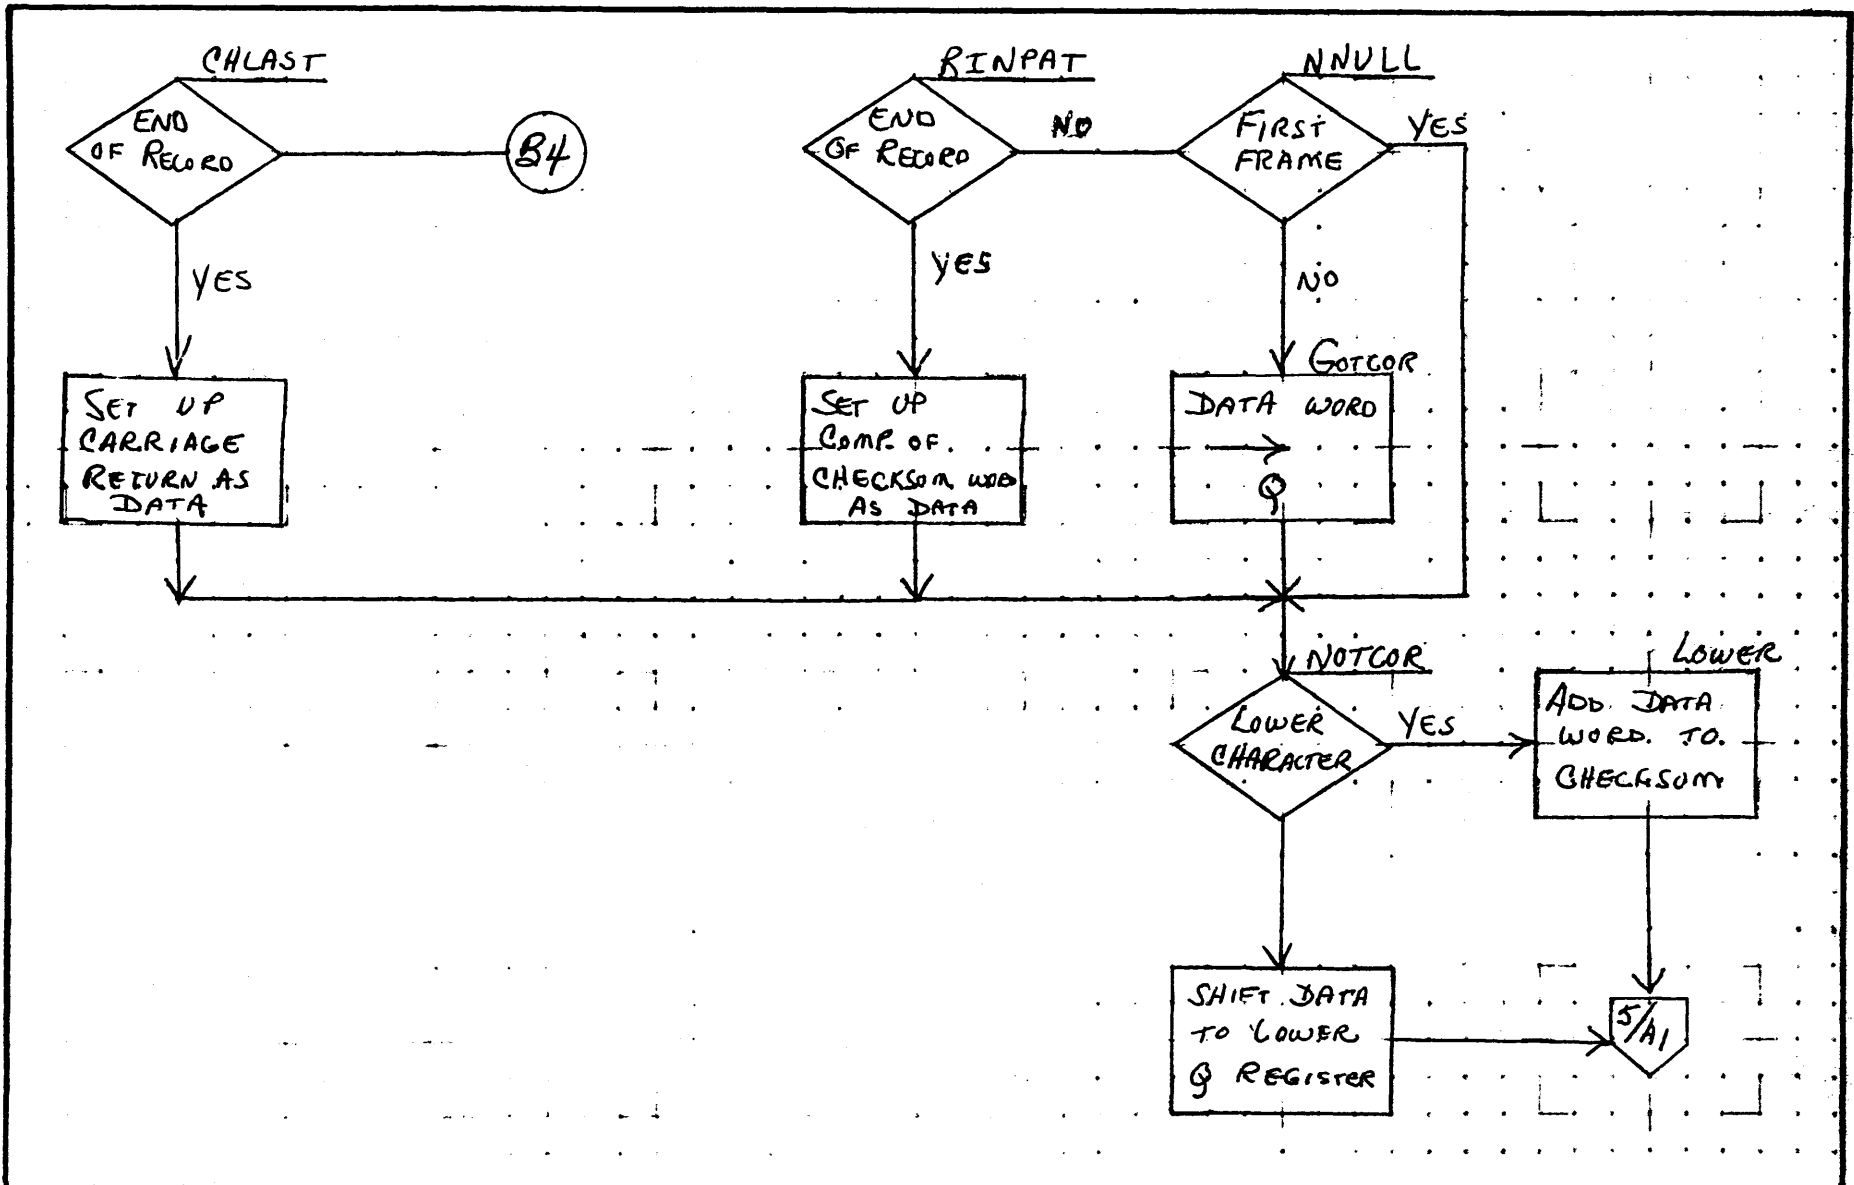 CHLAST
END
OF RECORD
B4
YES
SET UP
CARRIAGE
RETURN AS
DATA
BINPAT
END
OF RECORD
NO
YES
SET UP
COMP. OF
CHECKSUM WORD
AS DATA
NNULL
FIRST
FRAME
YES
NO
GOTCOR
DATA WORD
Q
NOTCOR
LOWER
CHARACTER
YES
LOWER
ADD DATA
WORD TO
CHECKSUM
SHIFT DATA
TO LOWER
Q REGISTER
5/A1